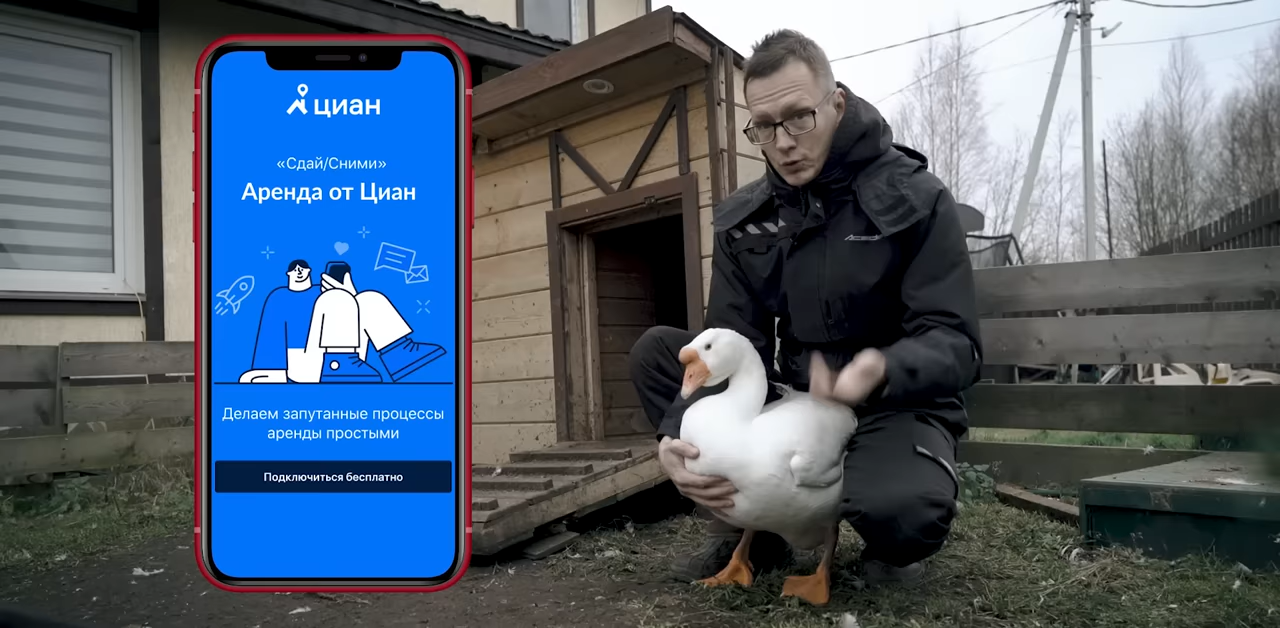 циан
«Сдай/Сними»
Аренда от Циан
Делаем запутанные процессы
аренды простыми
Подключиться бесплатно